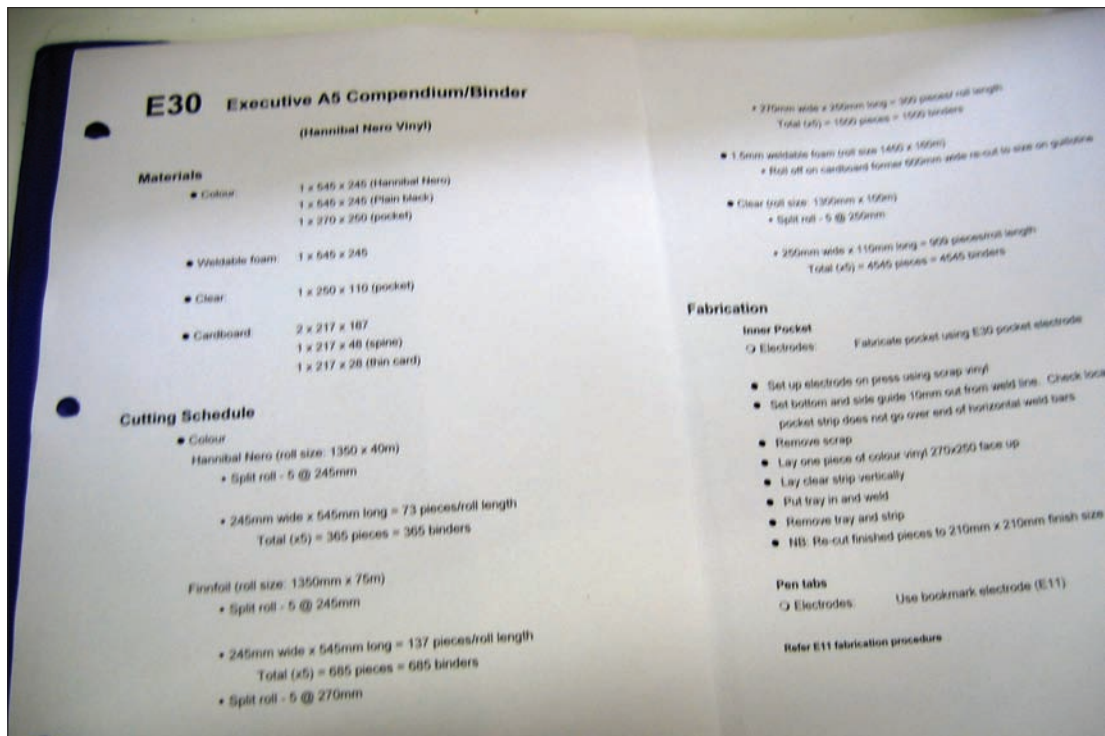 E30 Executive A5 Compendium/Binder
(Hannibal Nero Vinyl)
Materials
• Colour: 1 x 545 x 245 (Hannibal Nero)
1 x 545 x 245 (Plain black)
1 x 270 x 250 (pocket)
• Weldable foam: 1 x 545 x 245
• Clear: 1 x 250 x 110 (pocket)
• Cardboard: 2 x 217 x 187
1 x 217 x 48 (spine)
1 x 217 x 28 (thin card)
Cutting Schedule
• Colour
Hannibal Nero (roll size: 1350 x 40m)
• Split roll - 5 @ 245mm
• 245mm wide x 545mm long = 73 pieces/roll length
Total (x5) = 365 pieces = 365 binders
Finnfoil (roll size: 1350mm x 75m)
• Split roll - 5 @ 245mm
• 245mm wide x 545mm long = 137 pieces/roll length
Total (x5) = 685 pieces = 685 binders
• Split roll - 5 @ 270mm
• 270mm wide x 250mm long = 300 pieces/ roll length
Total (x5) = 1500 pieces = 1500 binders
• 1.5mm weldable foam (roll size 1450 x 100m)
• Roll off on cardboard former 600mm wide re-cut to size on guillotine
• Clear (roll size: 1300mm x 100m)
• Split roll - 5 @ 250mm
• 250mm wide x 110mm long = 909 pieces/roll length
Total (x5) = 4545 pieces = 4545 binders
Fabrication
Inner Pocket
❍ Electrodes: Fabricate pocket using E30 pocket electrode
• Set up electrode on press using scrap vinyl
• Set bottom and side guide 10mm out from weld line. Check loca
pocket strip does not go over end of horizontal weld bars
• Remove scrap
• Lay one piece of colour vinyl 270x250 face up
• Lay clear strip vertically
• Put tray in and weld
• Remove tray and strip
• NB: Re-cut finished pieces to 210mm x 210mm finish size
Pen tabs
❍ Electrodes: Use bookmark electrode (E11)
Refer E11 fabrication procedure